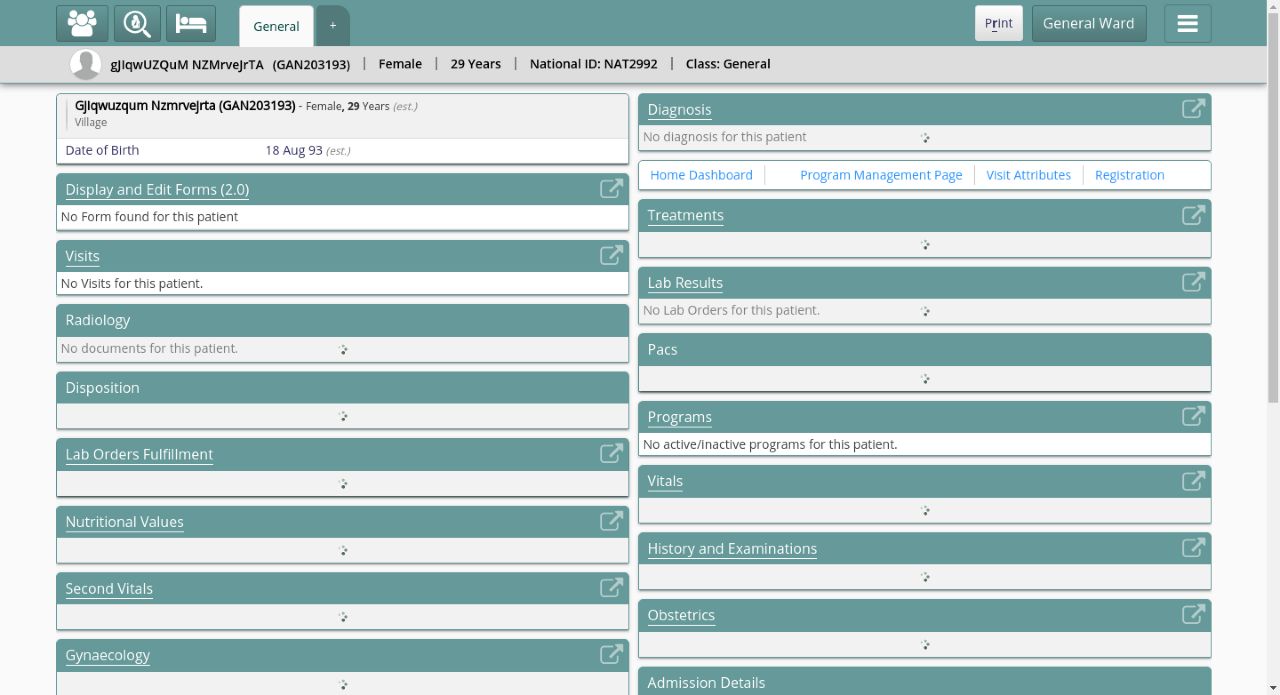 General
+
Print
General Ward
gJIqwUZQuM NZMrveJrTA (GAN203193) | Female | 29 Years | National ID: NAT2992 | Class: General
GJIqwuzqum Nzmrvejrta (GAN203193) - Female, 29 Years (est.)
Village
Date of Birth 18 Aug 93 (est.)
Display and Edit Forms (2.0)
No Form found for this patient
Visits
No Visits for this patient.
Radiology
No documents for this patient.
Disposition
Lab Orders Fulfillment
Nutritional Values
Second Vitals
Gynaecology
Diagnosis
No diagnosis for this patient
Home Dashboard | Program Management Page | Visit Attributes | Registration
Treatments
Lab Results
No Lab Orders for this patient.
Pacs
Programs
No active/inactive programs for this patient.
Vitals
History and Examinations
Obstetrics
Admission Details